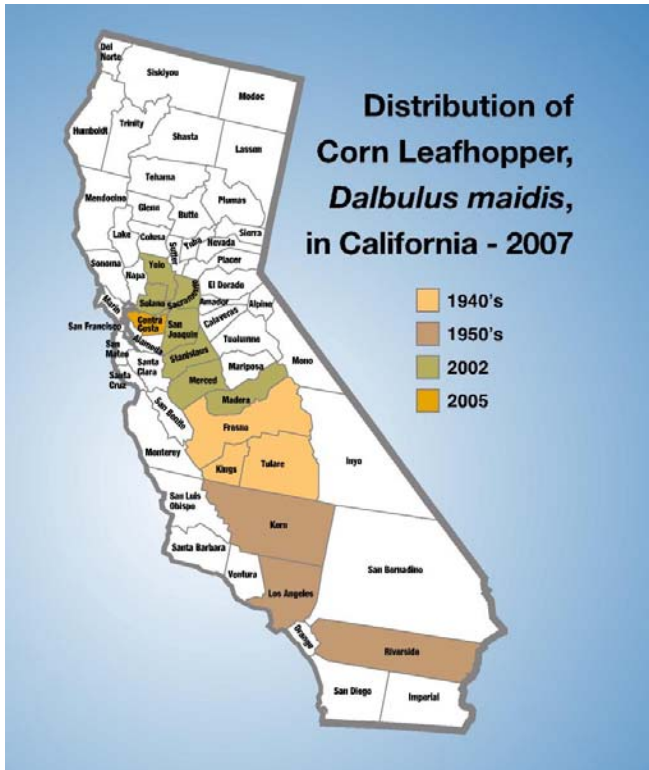 Distribution of
Corn Leafhopper,
Dalbulus maidis,
in California - 2007
1940's
1950's
2002
2005
Del
Norte
Siskiyou
Modoc
Humboldt
Trinity
Shasta
Lassen
Tehama
Plumas
Mendocino
Glenn
Butte
Sierra
Lake
Colusa
Sutter
Yuba
Nevada
Placer
Sonoma
Napa
Yolo
El Dorado
Sacramento
Amador
Alpine
Solano
Marin
Calaveras
Contra
Costa
San
Joaquin
Tuolumne
San Francisco
Alameda
Mono
San
Mateo
Stanislaus
Santa
Clara
Mariposa
Santa
Cruz
Merced
Madera
San Benito
Fresno
Monterey
Kings
Tulare
Inyo
San Luis
Obispo
Kern
Santa Barbara
Ventura
San Bernadino
Los Angeles
Orange
Riverside
San Diego
Imperial